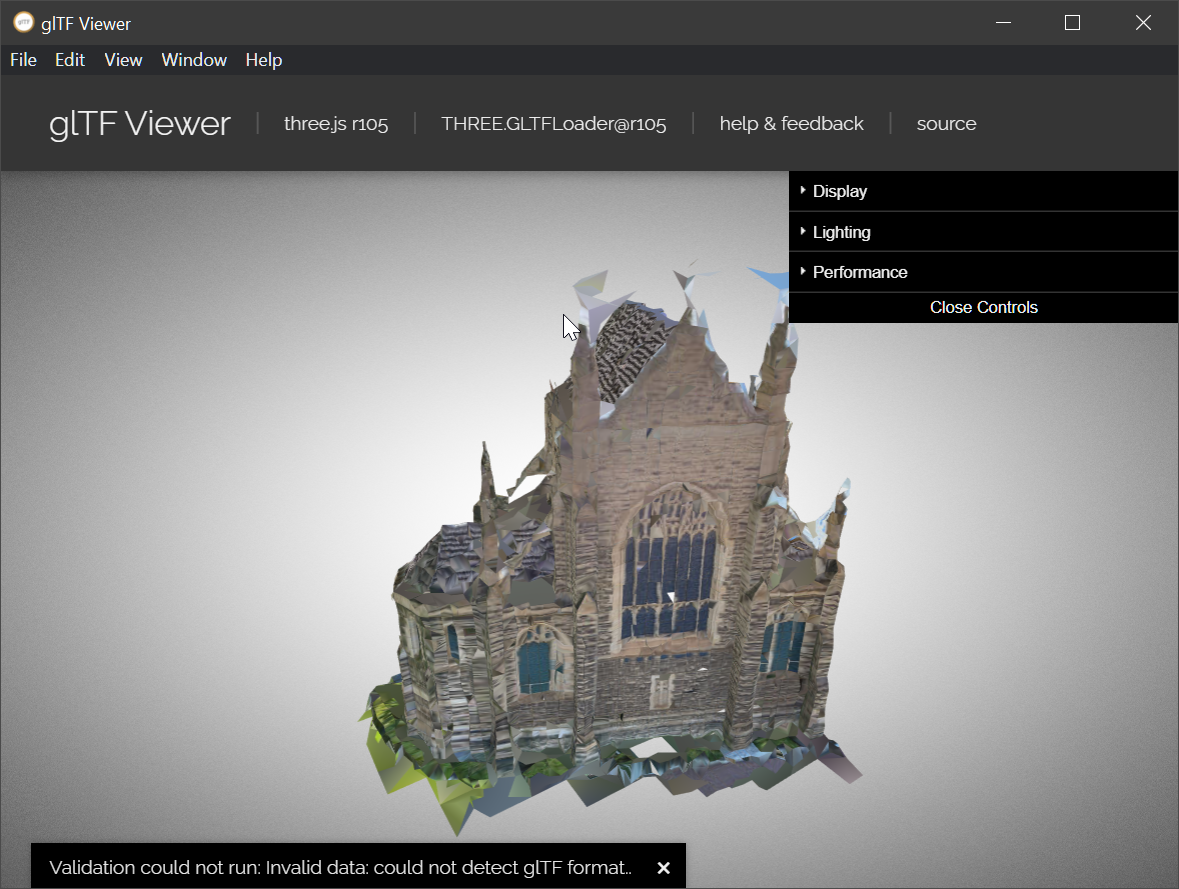 glTF Viewer
File Edit View Window Help
glTF Viewer | three.js r105 | THREE.GLTFLoader@r105 | help & feedback | source
Display
Lighting
Performance
Close Controls
Validation could not run: Invalid data: could not detect glTF format..